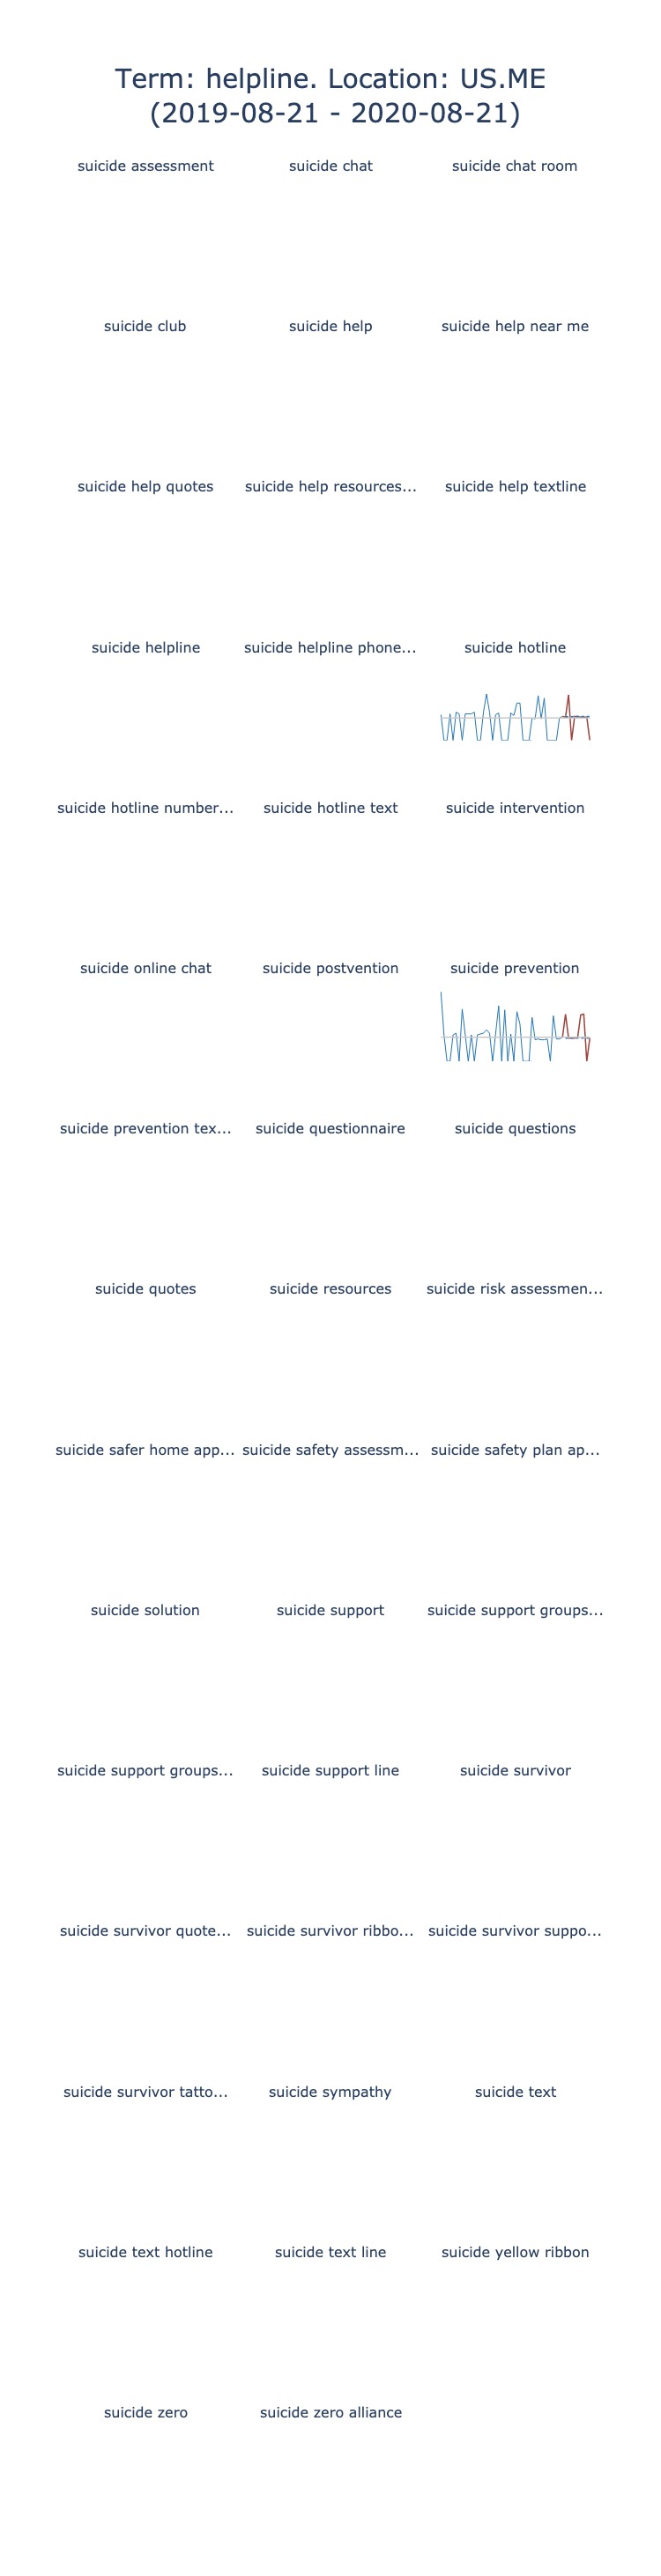 Term: helpline. Location: US.ME
(2019-08-21 - 2020-08-21)
suicide assessment
suicide chat
suicide chat room
suicide club
suicide help
suicide help near me
suicide help quotes
suicide help resources...
suicide help textline
suicide helpline
suicide helpline phone...
suicide hotline
suicide hotline number...
suicide hotline text
suicide intervention
suicide online chat
suicide postvention
suicide prevention
suicide prevention tex...
suicide questionnaire
suicide questions
suicide quotes
suicide resources
suicide risk assessmen...
suicide safer home app...
suicide safety assessm...
suicide safety plan ap...
suicide solution
suicide support
suicide support groups...
suicide support groups...
suicide support line
suicide survivor
suicide survivor quote...
suicide survivor ribbo...
suicide survivor suppo...
suicide survivor tatto...
suicide sympathy
suicide text
suicide text hotline
suicide text line
suicide yellow ribbon
suicide zero
suicide zero alliance